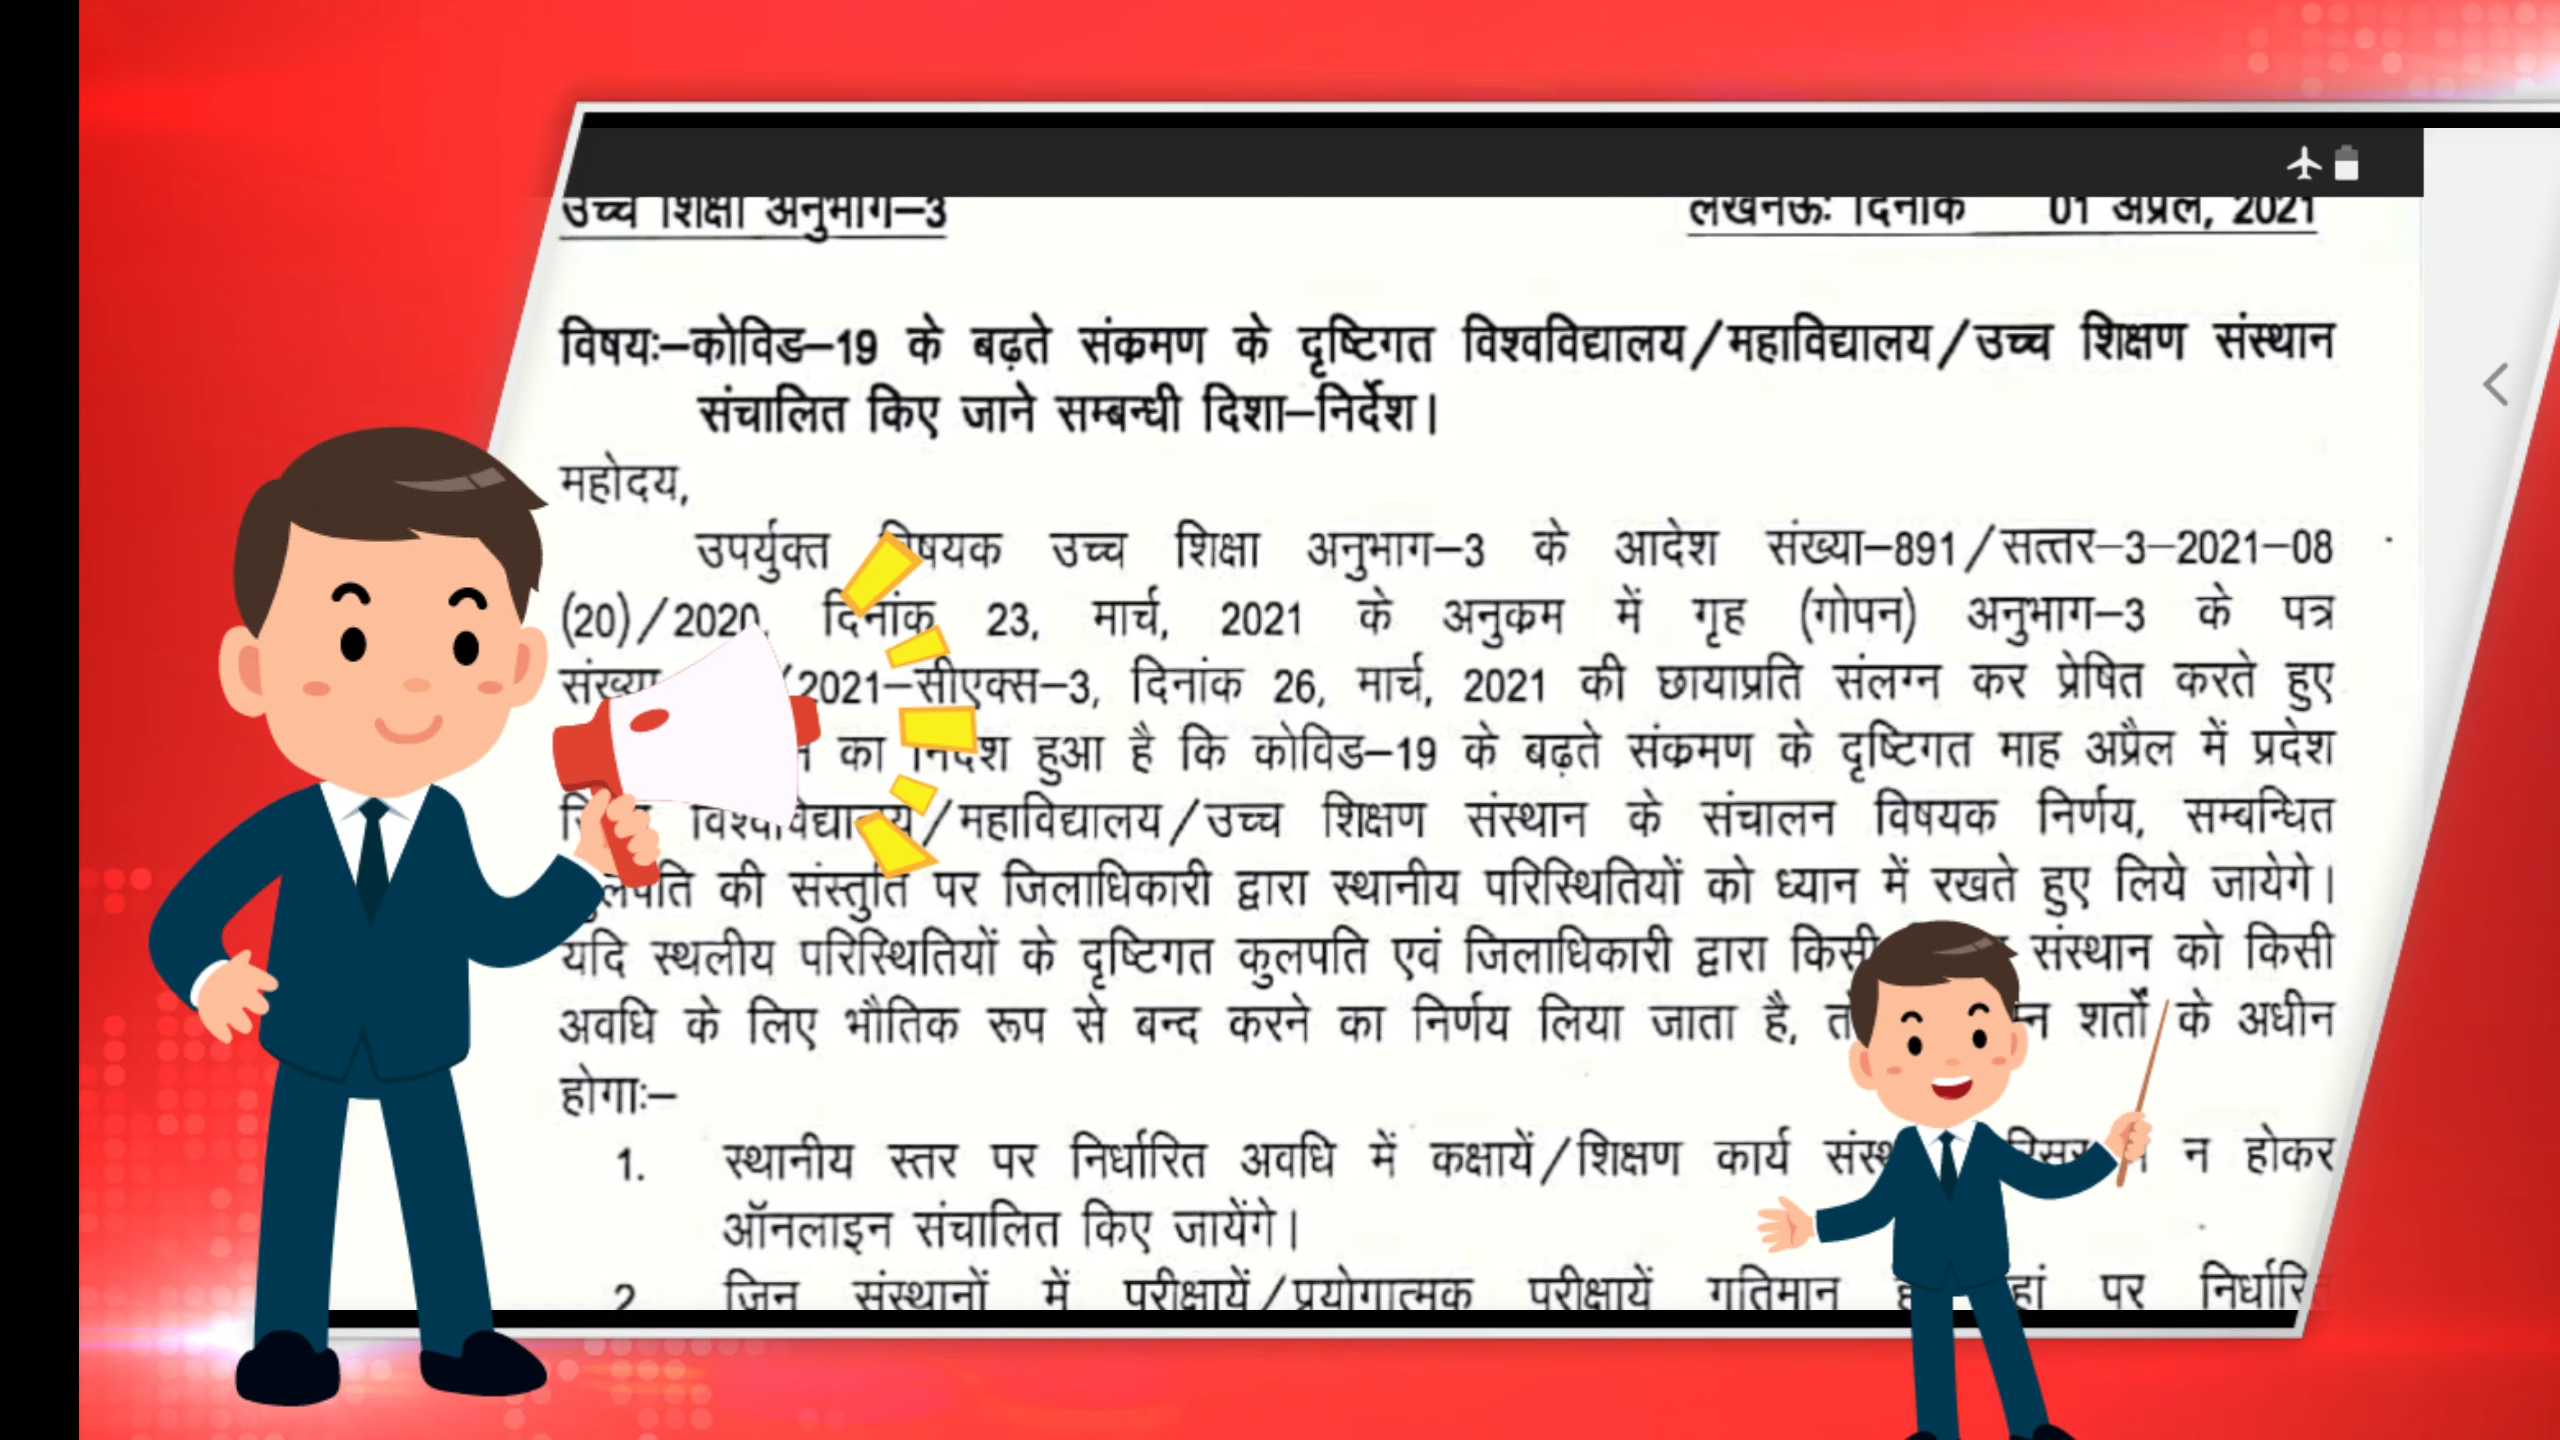 उच्च शिक्षा अनुभाग–3 लखनऊः दिनांक 01 अप्रैल, 2021
विषयः–कोविड–19 के बढ़ते संक्रमण के दृष्टिगत विश्वविद्यालय/महाविद्यालय/उच्च शिक्षण संस्थान
संचालित किए जाने सम्बन्धी दिशा–निर्देश।
महोदय,
उपर्युक्त विषयक उच्च शिक्षा अनुभाग–3 के आदेश संख्या–891/सत्तर–3–2021–08
(20)/2020, दिनांक 23, मार्च, 2021 के अनुक्रम में गृह (गोपन) अनुभाग–3 के पत्र
संख्या /2021–सीएक्स–3, दिनांक 26, मार्च, 2021 की छायाप्रति संलग्न कर प्रेषित करते हुए
का निर्देश हुआ है कि कोविड–19 के बढ़ते संक्रमण के दृष्टिगत माह अप्रैल में प्रदेश
विश्वविद्यालय/महाविद्यालय/उच्च शिक्षण संस्थान के संचालन विषयक निर्णय, सम्बन्धित
कुलपति की संस्तुति पर जिलाधिकारी द्वारा स्थानीय परिस्थितियों को ध्यान में रखते हुए लिये जायेगे।
यदि स्थलीय परिस्थितियों के दृष्टिगत कुलपति एवं जिलाधिकारी द्वारा किसी संस्थान को किसी
अवधि के लिए भौतिक रूप से बन्द करने का निर्णय लिया जाता है, शर्तों के अधीन
होगाः–
1. स्थानीय स्तर पर निर्धारित अवधि में कक्षायें/शिक्षण कार्य न होकर
ऑनलाइन संचालित किए जायेंगे।
2 जिन संस्थानों में परीक्षायें/प्रयोगात्मक परीक्षायें गतिमान पर